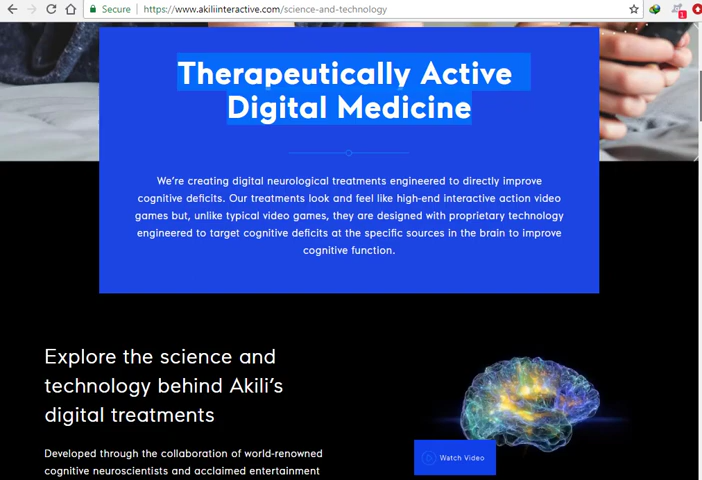 Secure
https://www.akiliinteractive.com/science-and-technology
1
Therapeutically Active
Digital Medicine
We’re creating digital neurological treatments engineered to directly improve
cognitive deficits. Our treatments look and feel like high-end interactive action video
games but, unlike typical video games, they are designed with proprietary technology
engineered to target cognitive deficits at the specific sources in the brain to improve
cognitive function.
Explore the science and
technology behind Akili’s
digital treatments
Watch Video
Developed through the collaboration of world-renowned
cognitive neuroscientists and acclaimed entertainment